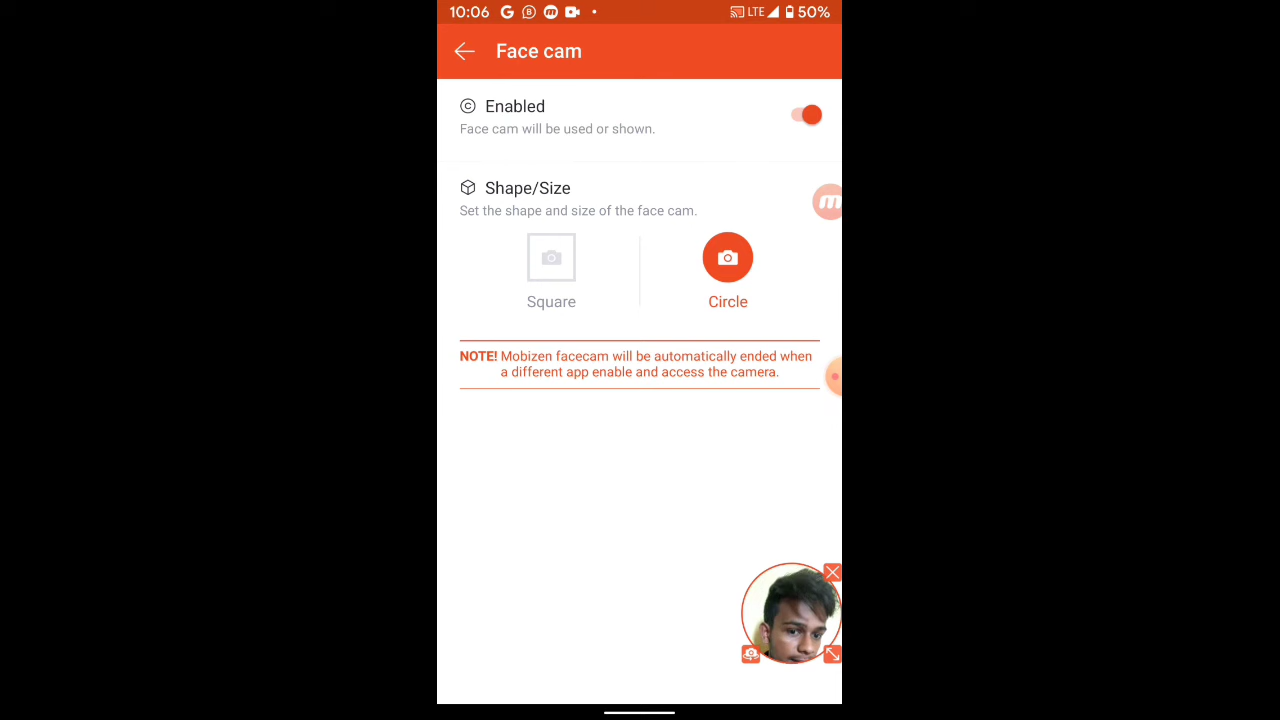 10:06 LTE 50%
Face cam
Enabled
Face cam will be used or shown.
Shape/Size
Set the shape and size of the face cam.
Square Circle
NOTE! Mobizen facecam will be automatically ended when
a different app enable and access the camera.